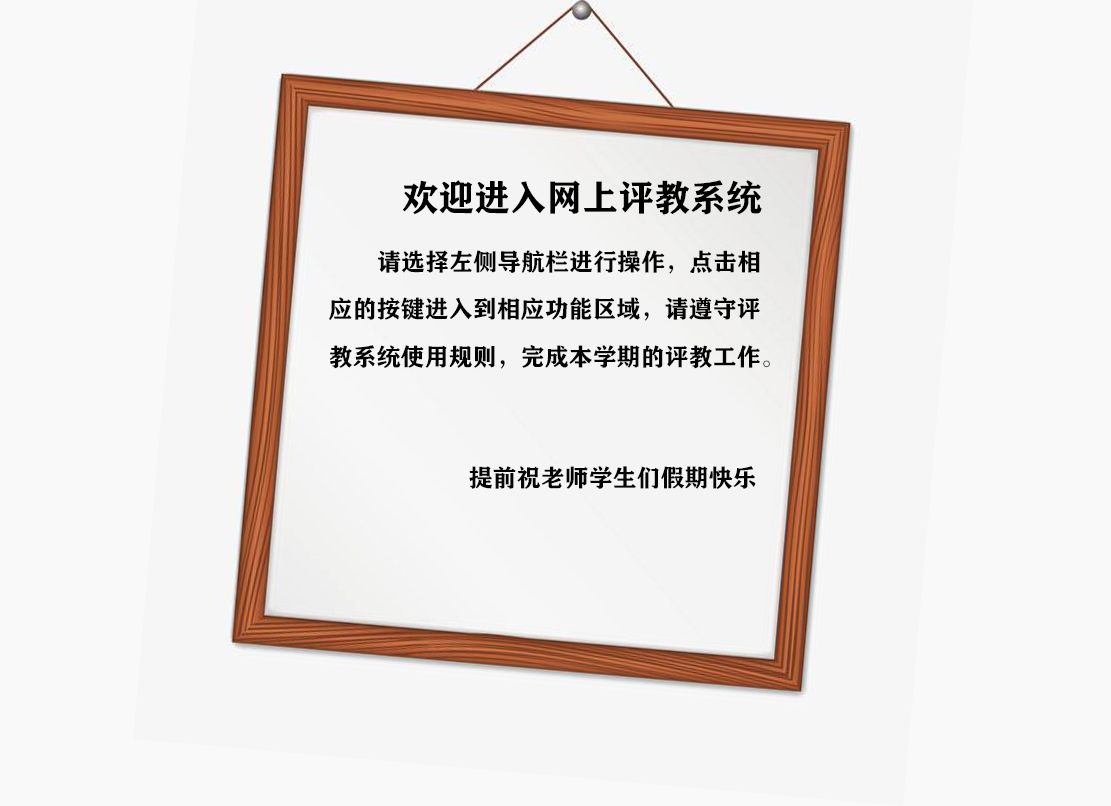 欢迎进入网上评教系统
请选择左侧导航栏进行操作，点击相
应的按键进入到相应功能区域，请遵守评
教系统使用规则，完成本学期的评教工作。
提前祝老师学生们假期快乐